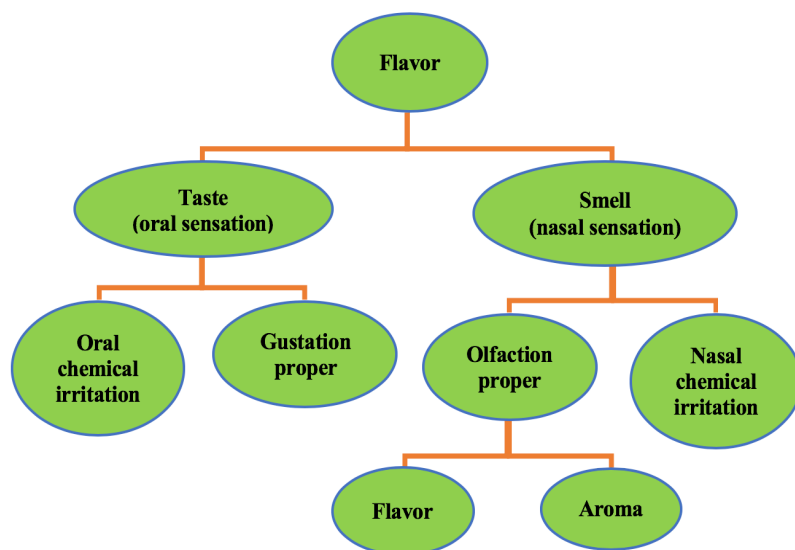 Flavor
Taste
(oral sensation)
Smell
(nasal sensation)
Oral
chemical
irritation
Gustation
proper
Olfaction
proper
Nasal
chemical
irritation
Flavor
Aroma